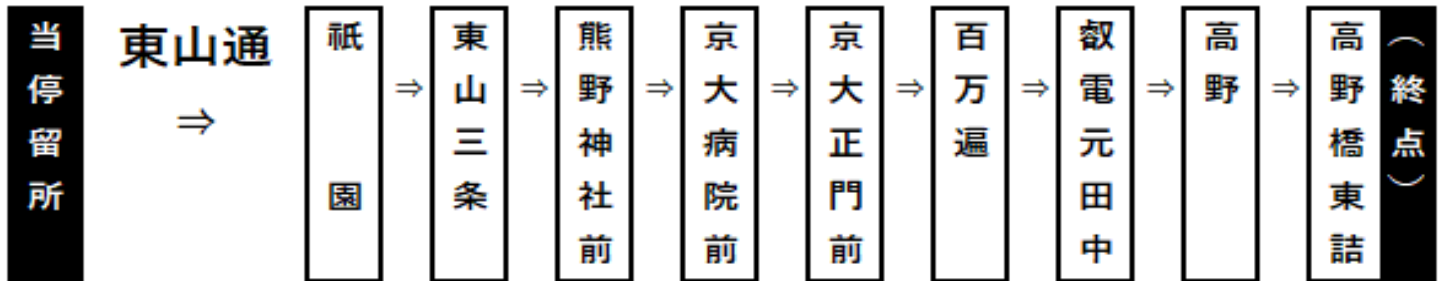 当停留所
東山通
⇒
祇園
⇒
東山三条
⇒
熊野神社前
⇒
京大病院前
⇒
京大正門前
⇒
百万遍
⇒
叡電元田中
⇒
高野
⇒
高野橋東詰
（終点）